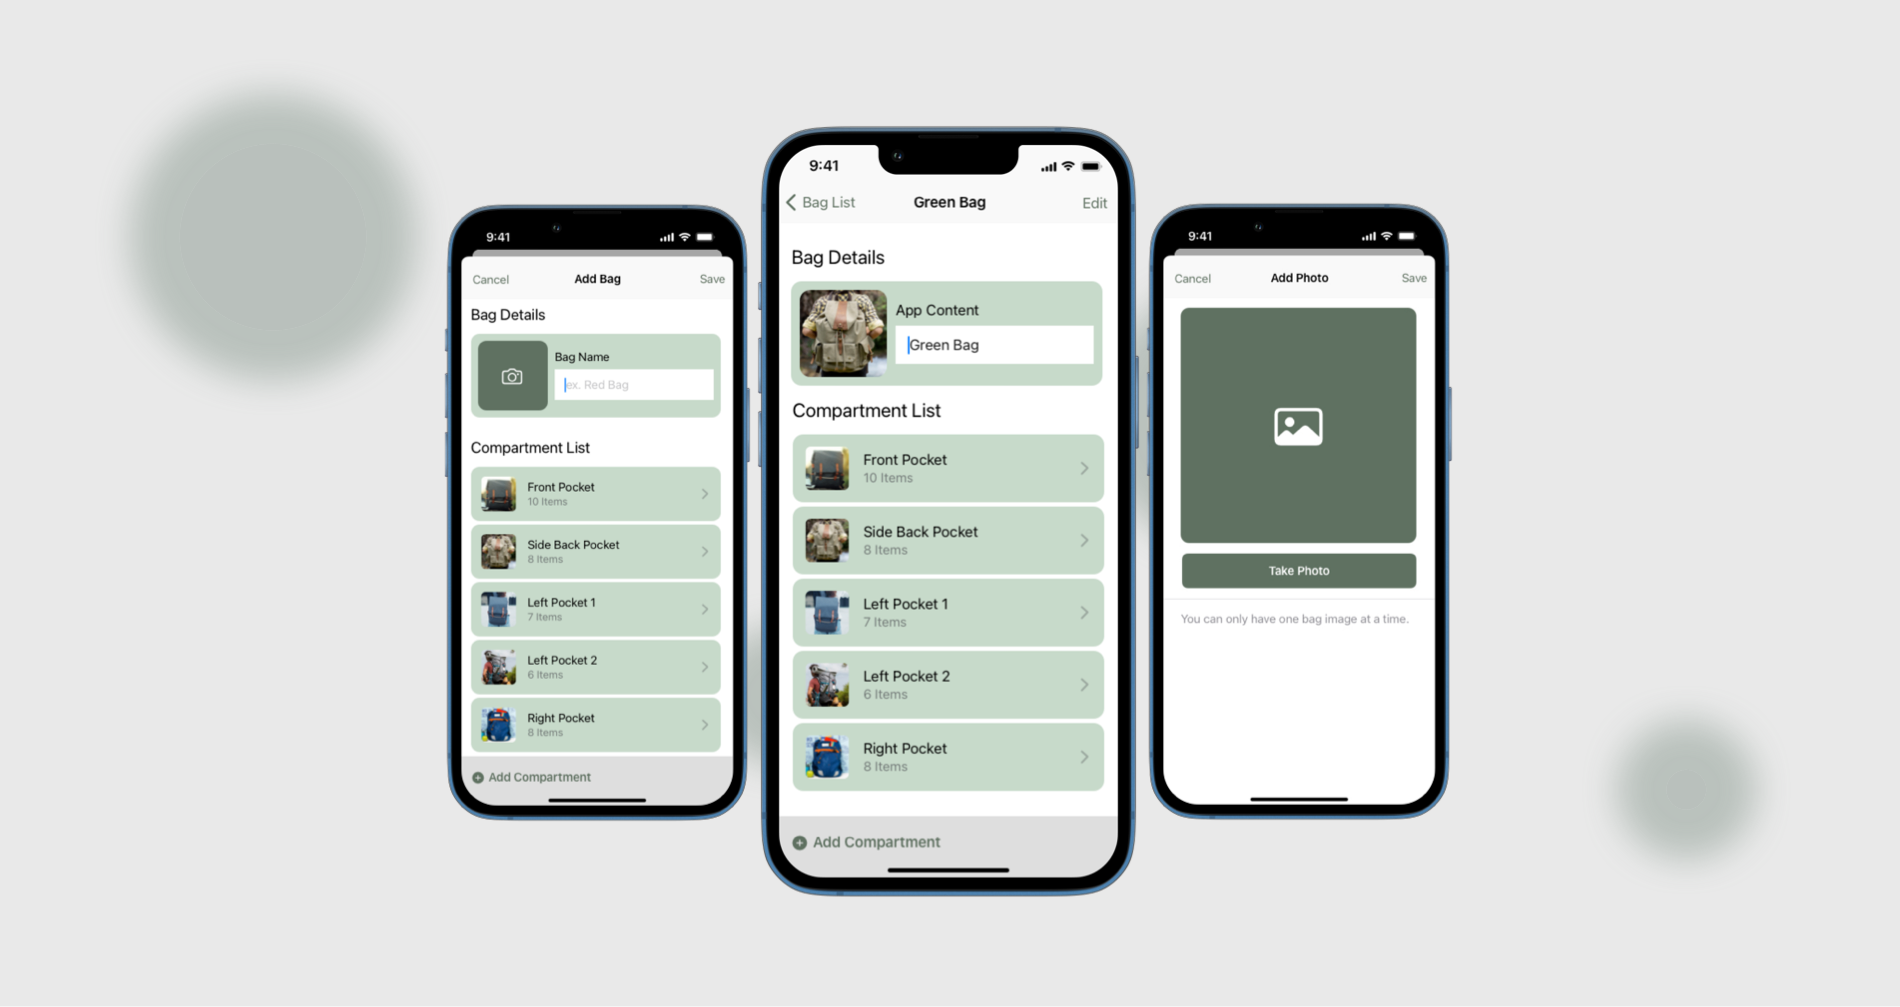 9:41
Cancel Add Bag Save
Bag Details
Bag Name
ex. Red Bag
Compartment List
Front Pocket
10 Items
Side Back Pocket
8 Items
Left Pocket 1
7 Items
Left Pocket 2
6 Items
Right Pocket
8 Items
Add Compartment
9:41
Bag List Green Bag Edit
Bag Details
App Content
Green Bag
Compartment List
Front Pocket
10 Items
Side Back Pocket
8 Items
Left Pocket 1
7 Items
Left Pocket 2
6 Items
Right Pocket
8 Items
Add Compartment
9:41
Cancel Add Photo Save
Take Photo
You can only have one bag image at a time.